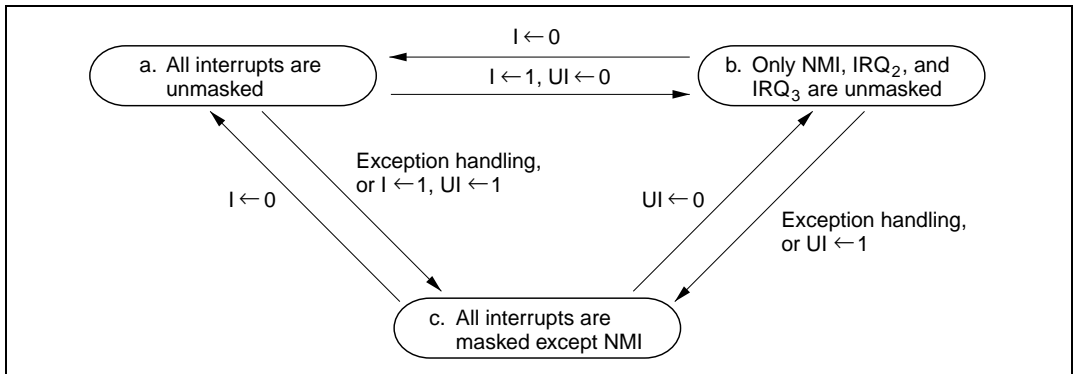 I ← 0
a. All interrupts are
unmasked
I ← 1, UI ← 0
b. Only NMI, IRQ₂, and
IRQ₃ are unmasked
Exception handling,
or I ← 1, UI ← 1
I ← 0
UI ← 0
Exception handling,
or UI ← 1
c. All interrupts are
masked except NMI